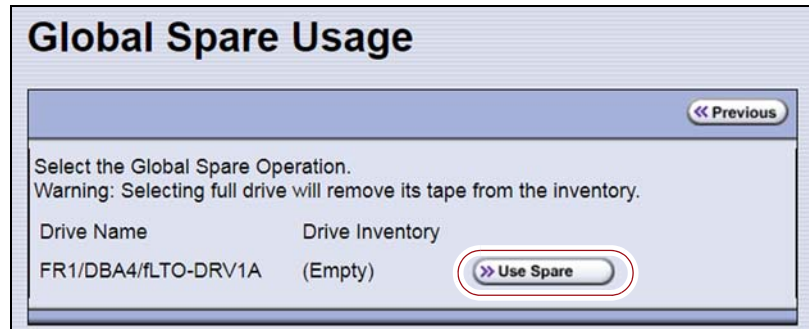 Global Spare Usage
Previous
Select the Global Spare Operation.
Warning: Selecting full drive will remove its tape from the inventory.
Drive Name Drive Inventory
FR1/DBA4/fLTO-DRV1A (Empty) Use Spare